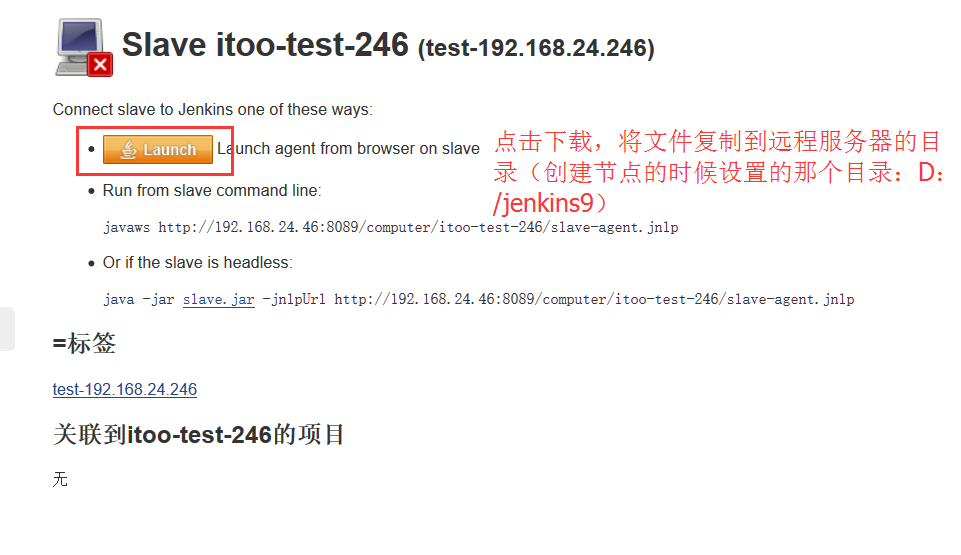 Slave itoo-test-246 (test-192.168.24.246)
Connect slave to Jenkins one of these ways:
Launch Launch agent from browser on slave
点击下载，将文件复制到远程服务器的目
录（创建节点的时候设置的那个目录：D：
/jenkins9）
Run from slave command line:
javaws http://192.168.24.46:8089/computer/itoo-test-246/slave-agent.jnlp
Or if the slave is headless:
java -jar slave.jar -jnlpUrl http://192.168.24.46:8089/computer/itoo-test-246/slave-agent.jnlp
=标签
test-192.168.24.246
关联到itoo-test-246的项目
无